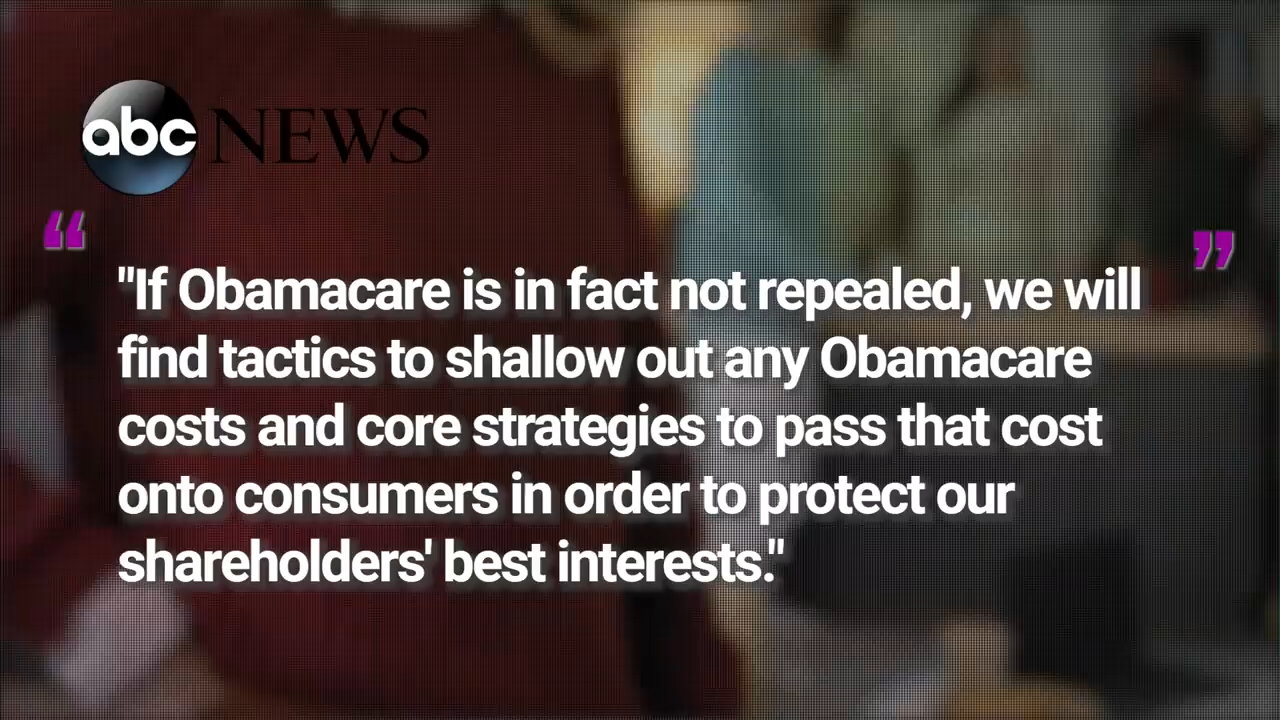 abc NEWS
“ ”
"If Obamacare is in fact not repealed, we will
find tactics to shallow out any Obamacare
costs and core strategies to pass that cost
onto consumers in order to protect our
shareholders' best interests."